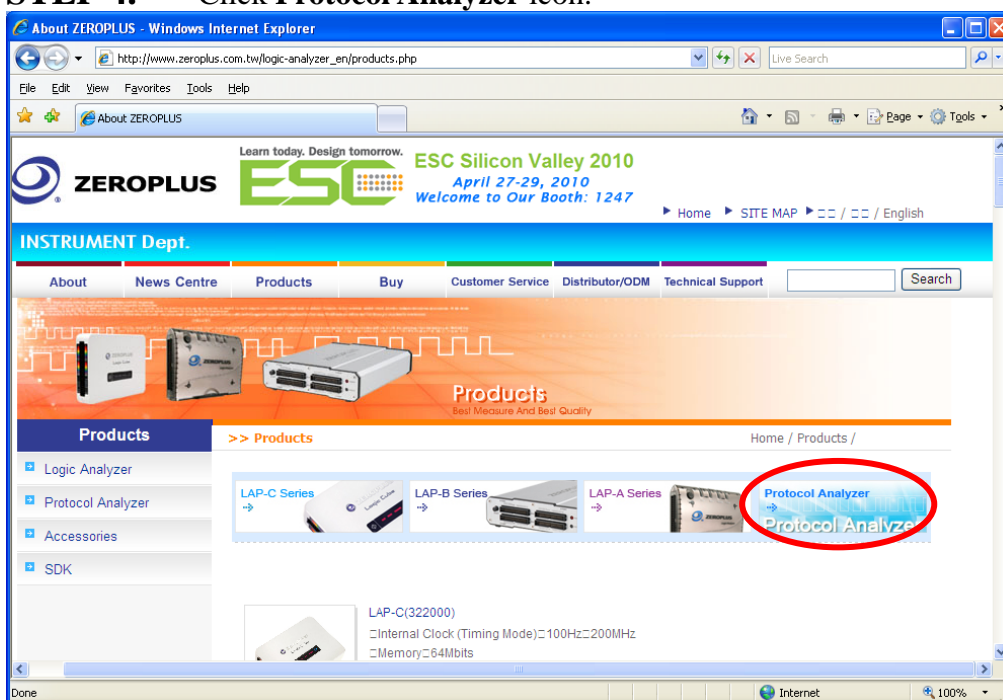 STEP 4. Click Protocol Analyzer icon.
About ZEROPLUS - Windows Internet Explorer
http://www.zeroplus.com.tw/logic-analyzer_en/products.php
Live Search
File Edit View Favorites Tools Help
About ZEROPLUS
Page Tools
ZEROPLUS
Learn today. Design tomorrow.
ESC
ESC Silicon Valley 2010
April 27-29, 2010
Welcome to Our Booth: 1247
Home SITE MAP / / English
INSTRUMENT Dept.
About News Centre Products Buy Customer Service Distributor/ODM Technical Support Search
Products
Best Measure And Best Quality
Products
>> Products
Home / Products /
Logic Analyzer
Protocol Analyzer
Accessories
SDK
LAP-C Series
LAP-B Series
LAP-A Series
Protocol Analyzer
Protocol Analyzer
LAP-C(322000)
□Internal Clock (Timing Mode)□100Hz□200MHz
□Memory□64Mbits
Done
Internet
100%